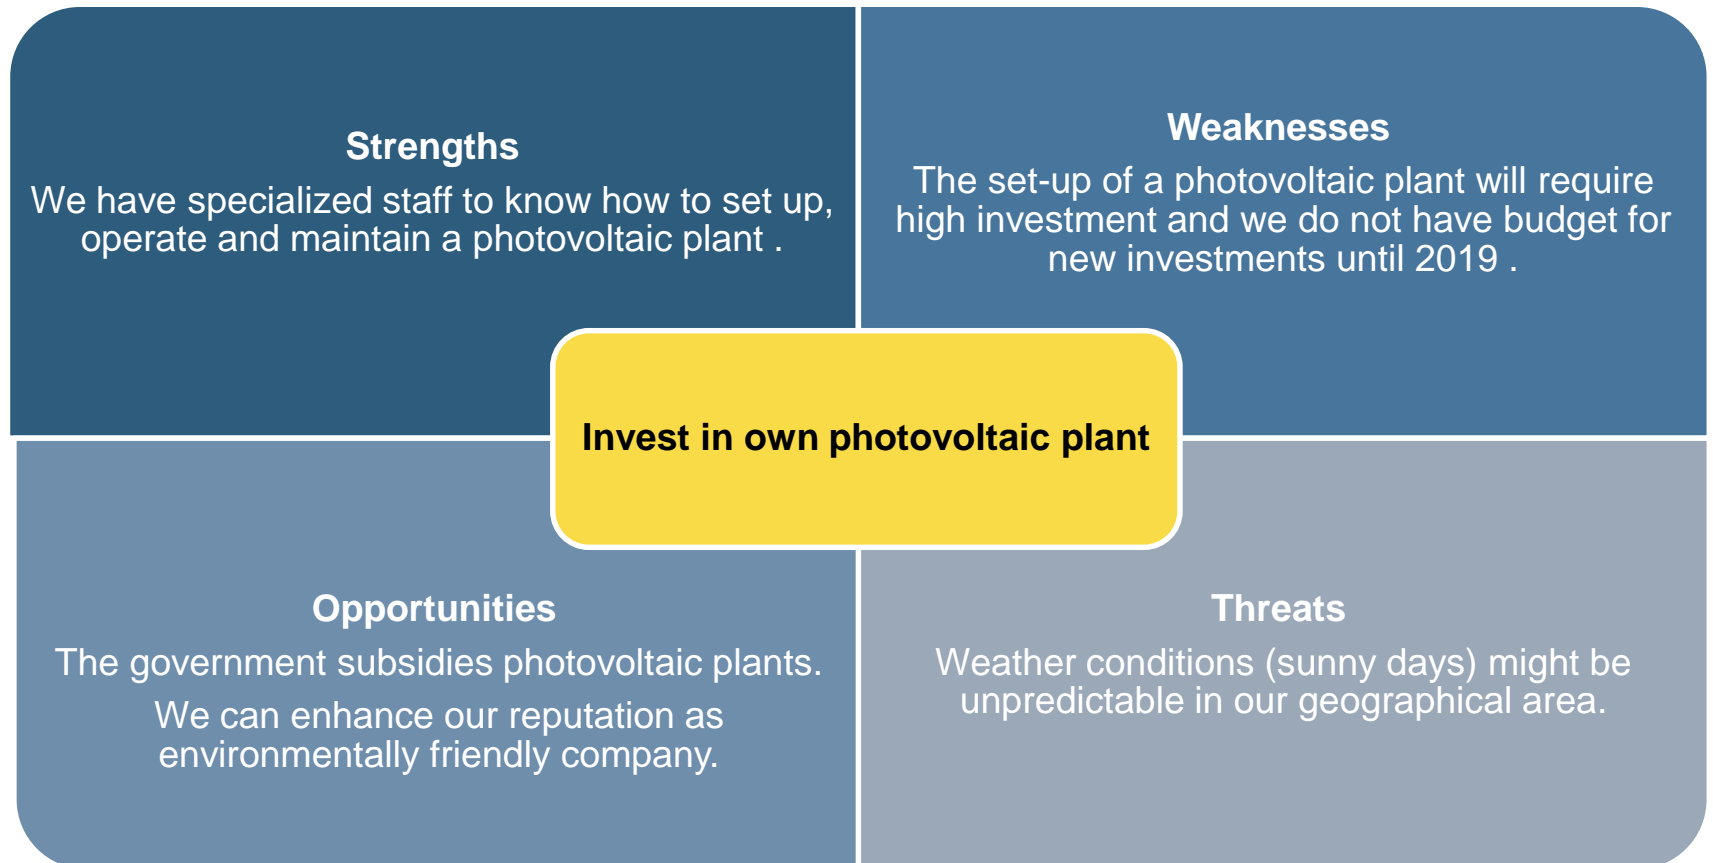 Strengths
We have specialized staff to know how to set up,
operate and maintain a photovoltaic plant .
Weaknesses
The set-up of a photovoltaic plant will require
high investment and we do not have budget for
new investments until 2019 .
Invest in own photovoltaic plant
Opportunities
The government subsidies photovoltaic plants.
We can enhance our reputation as
environmentally friendly company.
Threats
Weather conditions (sunny days) might be
unpredictable in our geographical area.